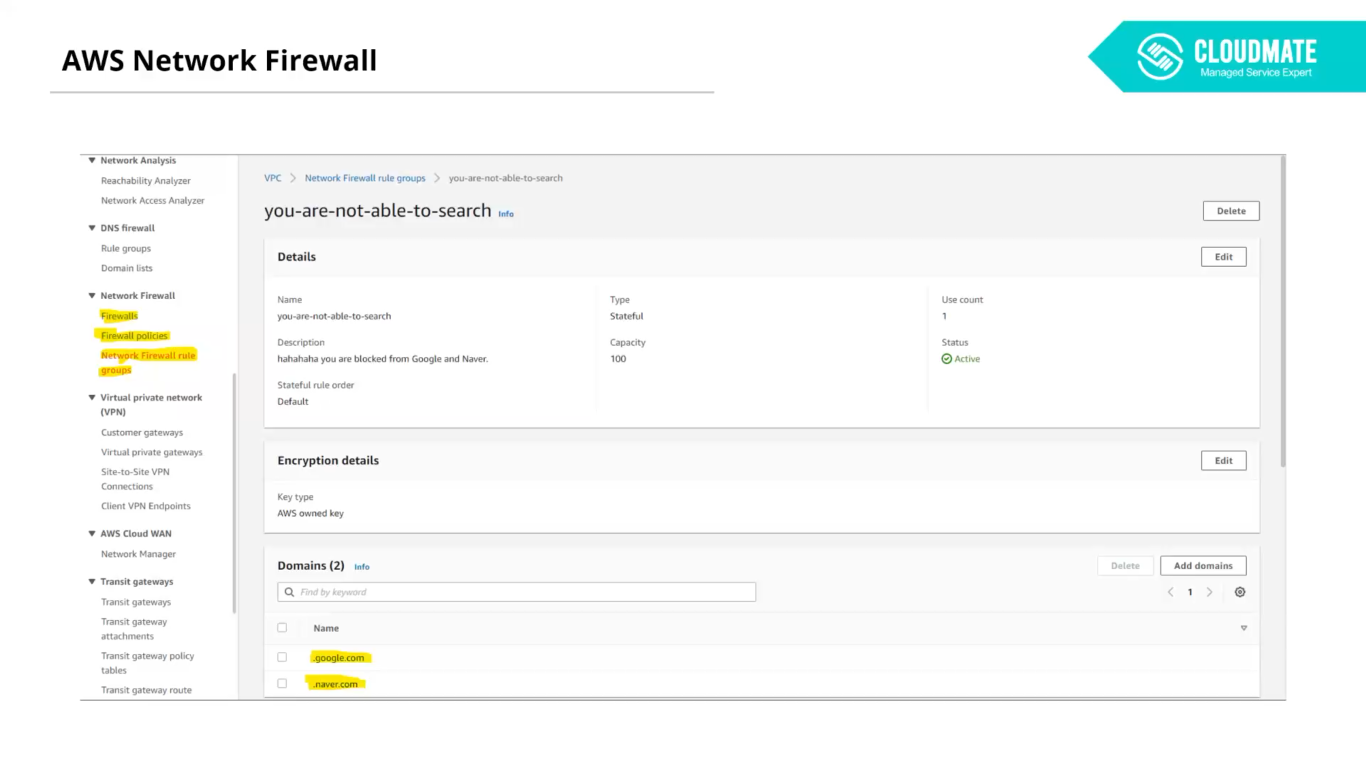 AWS Network Firewall
CLOUDMATE
Managed Service Expert
Network Analysis
Reachability Analyzer
Network Access Analyzer
DNS firewall
Rule groups
Domain lists
Network Firewall
Firewalls
Firewall policies
Network Firewall rule
groups
Virtual private network
(VPN)
Customer gateways
Virtual private gateways
Site-to-Site VPN
Connections
Client VPN Endpoints
AWS Cloud WAN
Network Manager
Transit gateways
Transit gateways
Transit gateway
attachments
Transit gateway policy
tables
Transit gateway route
VPC > Network Firewall rule groups > you-are-not-able-to-search
you-are-not-able-to-search Info
Delete
Details
Edit
Name
you-are-not-able-to-search
Description
hahahaha you are blocked from Google and Naver.
Stateful rule order
Default
Type
Stateful
Capacity
100
Use count
1
Status
Active
Encryption details
Edit
Key type
AWS owned key
Domains (2) Info
Delete
Add domains
Find by keyword
1
Name
.google.com
.naver.com